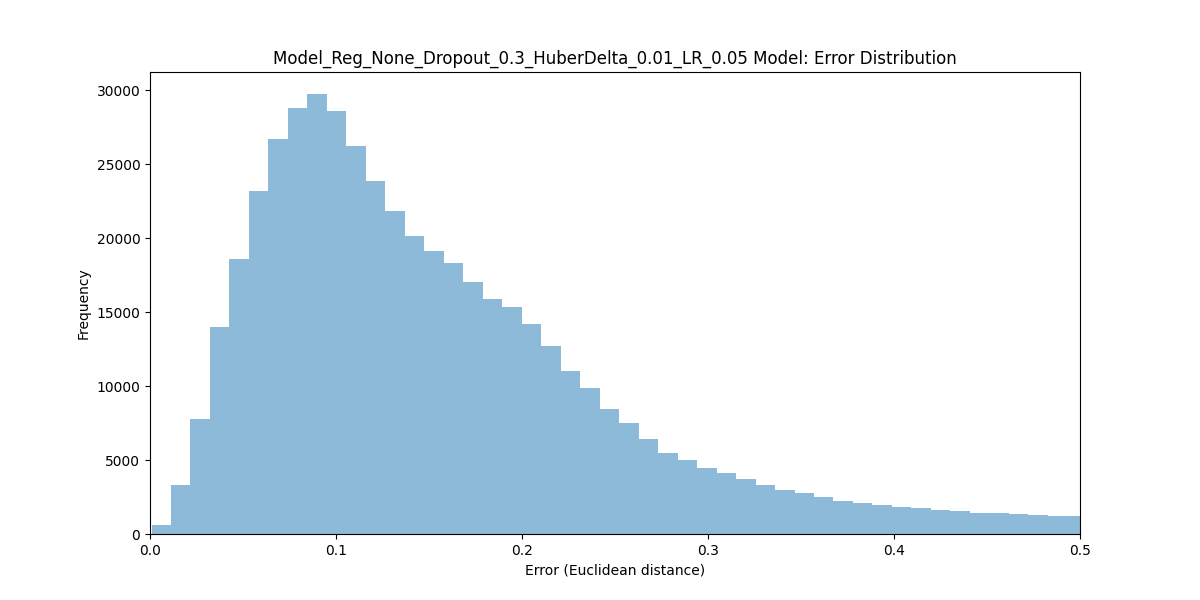 Model_Reg_None_Dropout_0.3_HuberDelta_0.01_LR_0.05 Model: Error Distribution
30000
25000
20000
15000
10000
5000
0
Frequency
0.0 0.1 0.2 0.3 0.4 0.5
Error (Euclidean distance)